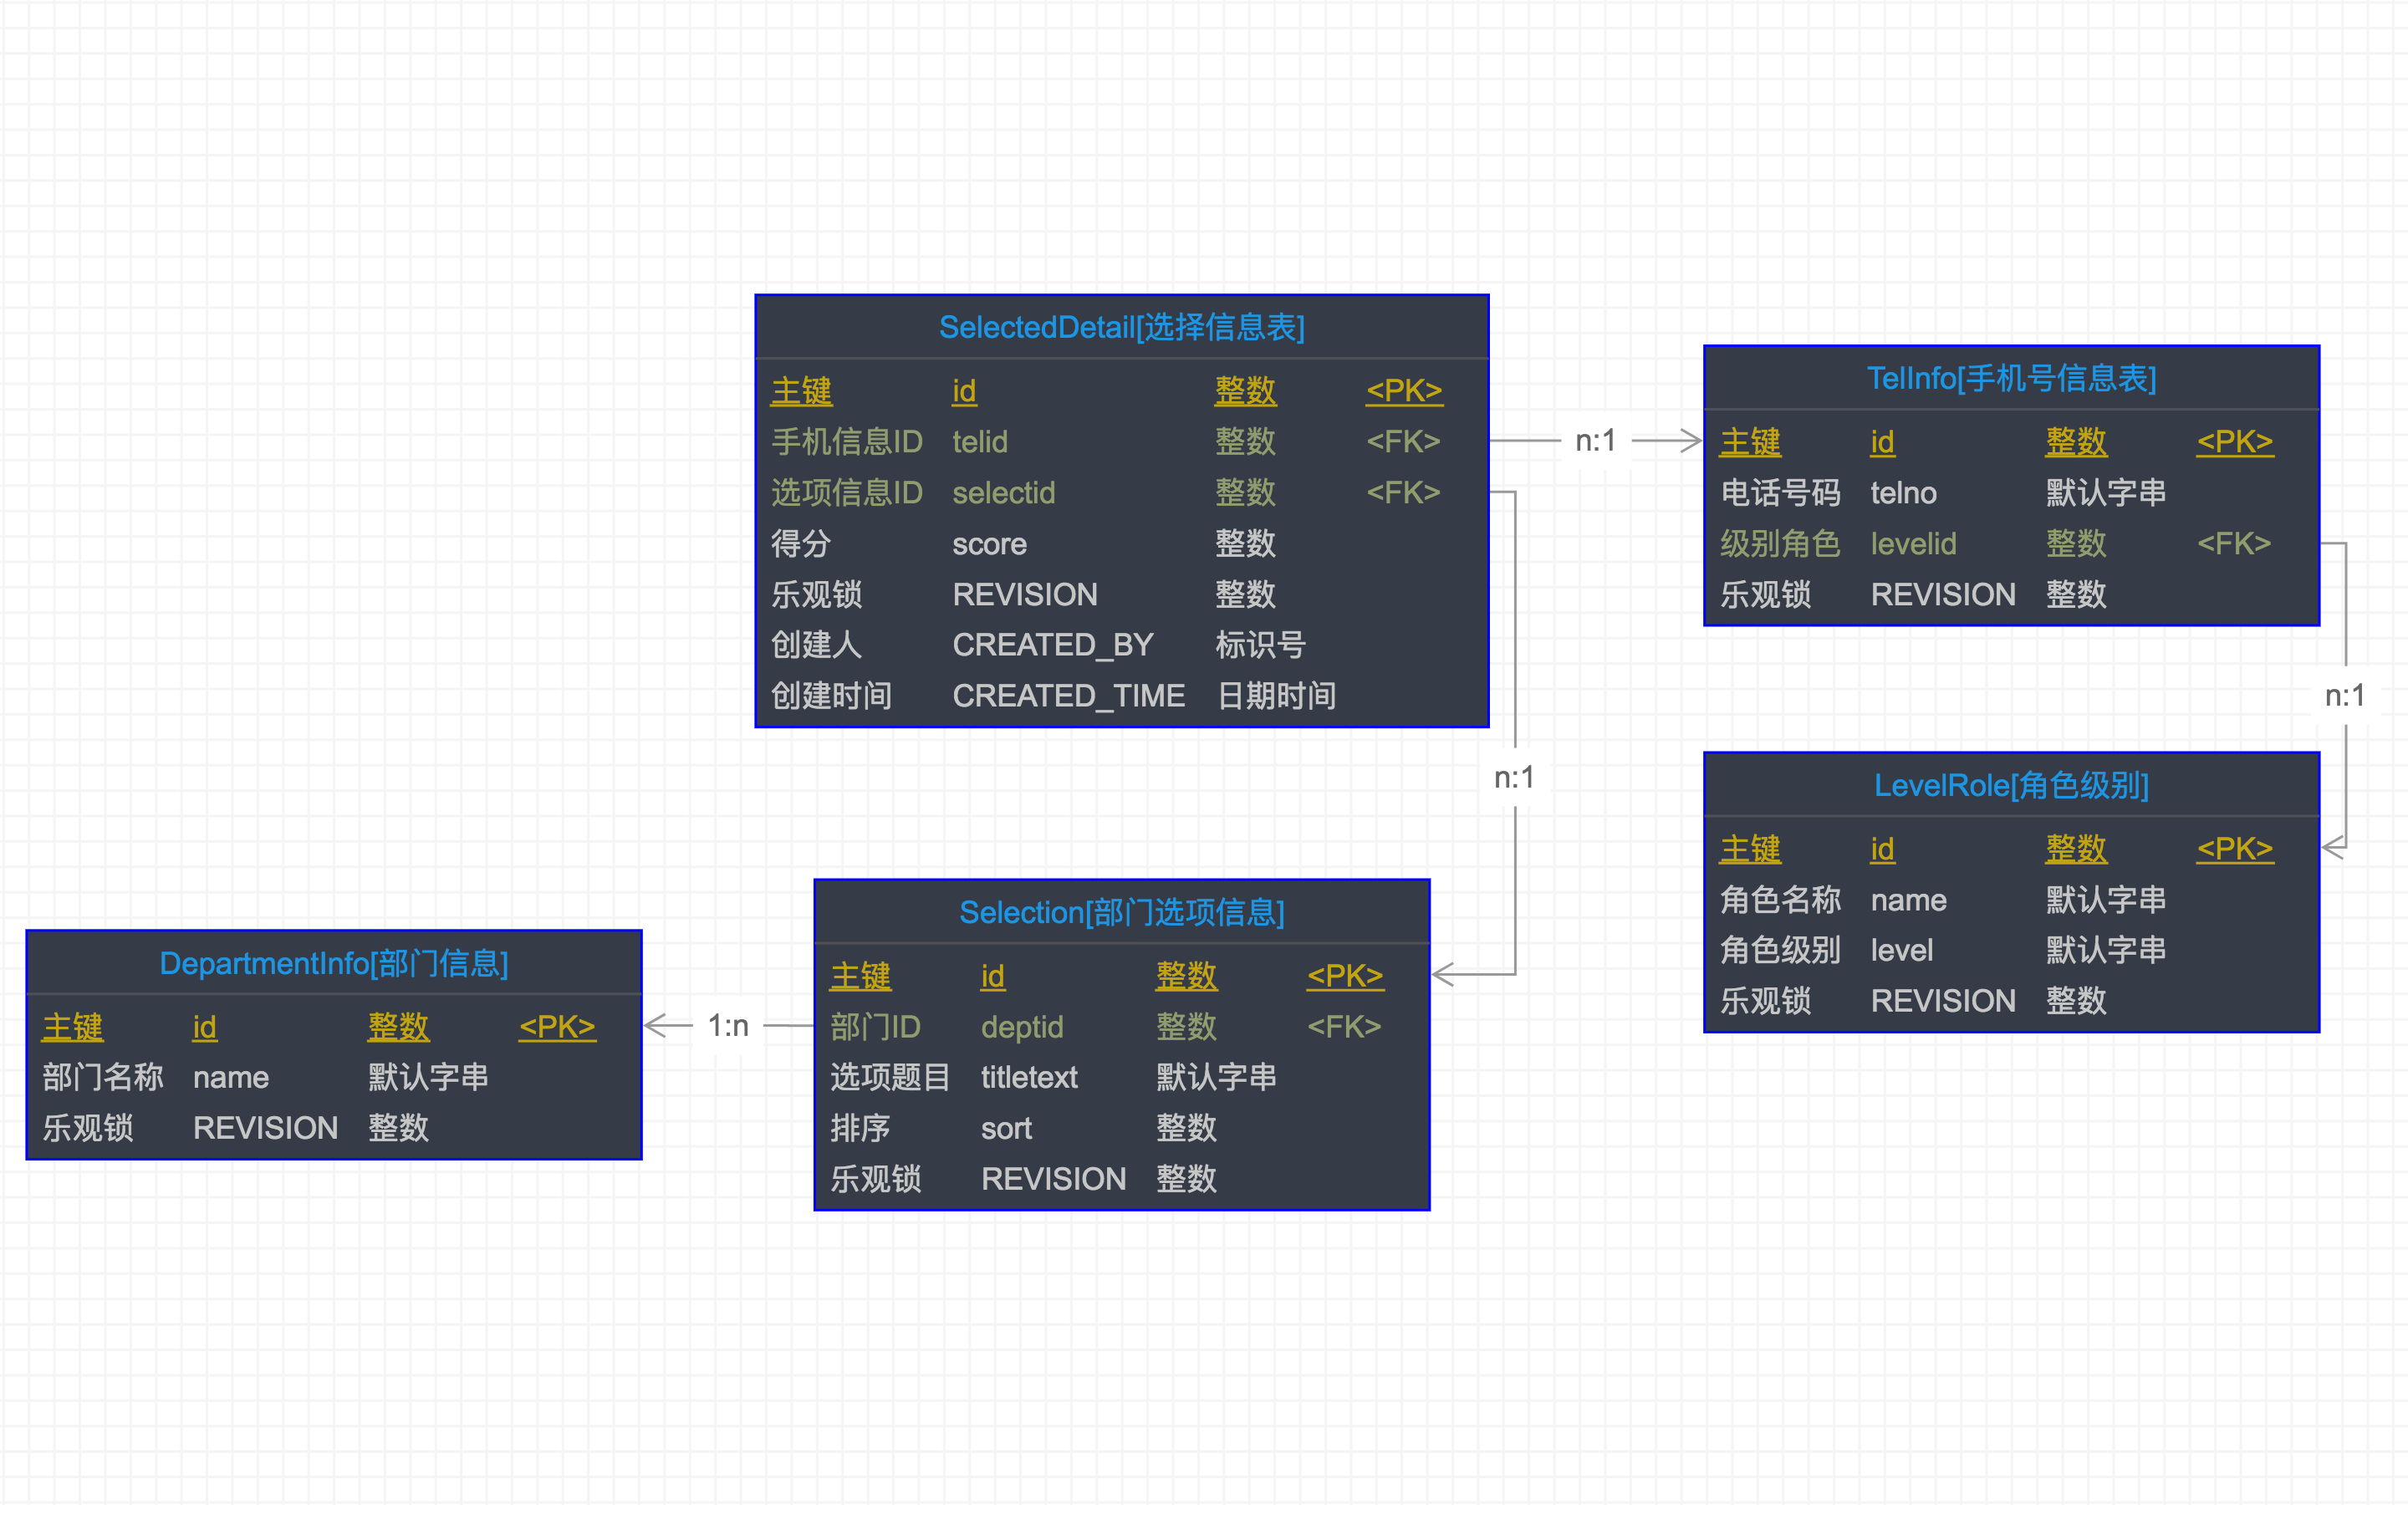 SelectedDetail[选择信息表]
主键 id 整数 <PK>
手机信息ID telid 整数 <FK>
选项信息ID selectid 整数 <FK>
得分 score 整数
乐观锁 REVISION 整数
创建人 CREATED_BY 标识号
创建时间 CREATED_TIME 日期时间
n:1
TelInfo[手机号信息表]
主键 id 整数 <PK>
电话号码 telno 默认字串
级别角色 levelid 整数 <FK>
乐观锁 REVISION 整数
n:1
n:1
LevelRole[角色级别]
主键 id 整数 <PK>
角色名称 name 默认字串
角色级别 level 默认字串
乐观锁 REVISION 整数
Selection[部门选项信息]
主键 id 整数 <PK>
部门ID deptid 整数 <FK>
选项题目 titletext 默认字串
排序 sort 整数
乐观锁 REVISION 整数
1:n
DepartmentInfo[部门信息]
主键 id 整数 <PK>
部门名称 name 默认字串
乐观锁 REVISION 整数